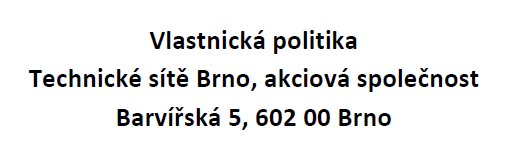 Vlastnická politika
Technické sítě Brno, akciová společnost
Barvířská 5, 602 00 Brno